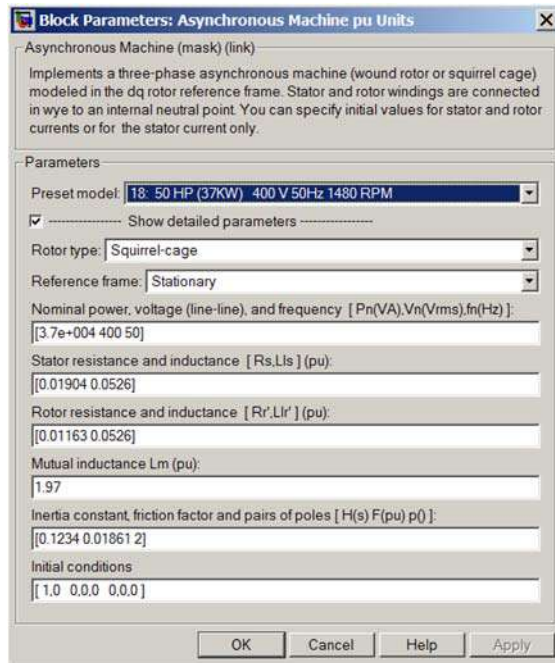 Block Parameters: Asynchronous Machine pu Units
Asynchronous Machine (mask) (link)
Implements a three-phase asynchronous machine (wound rotor or squirrel cage)
modeled in the dq rotor reference frame. Stator and rotor windings are connected
in wye to an internal neutral point. You can specify initial values for stator and rotor
currents or for the stator current only.
Parameters
Preset model: 18: 50 HP (37KW) 400 V 50Hz 1480 RPM
----------------- Show detailed parameters -----------------
Rotor type: Squirrel-cage
Reference frame: Stationary
Nominal power, voltage (line-line), and frequency [ Pn(VA),Vn(Vrms),fn(Hz) ]:
[3.7e+004 400 50]
Stator resistance and inductance [ Rs,Lls ] (pu):
[0.01904 0.0526]
Rotor resistance and inductance [ Rr',Llr' ] (pu):
[0.01163 0.0526]
Mutual inductance Lm (pu):
1.97
Inertia constant, friction factor and pairs of poles [ H(s) F(pu) p() ]:
[0.1234 0.01861 2]
Initial conditions
[ 1,0 0,0,0 0,0,0 ]
OK Cancel Help Apply